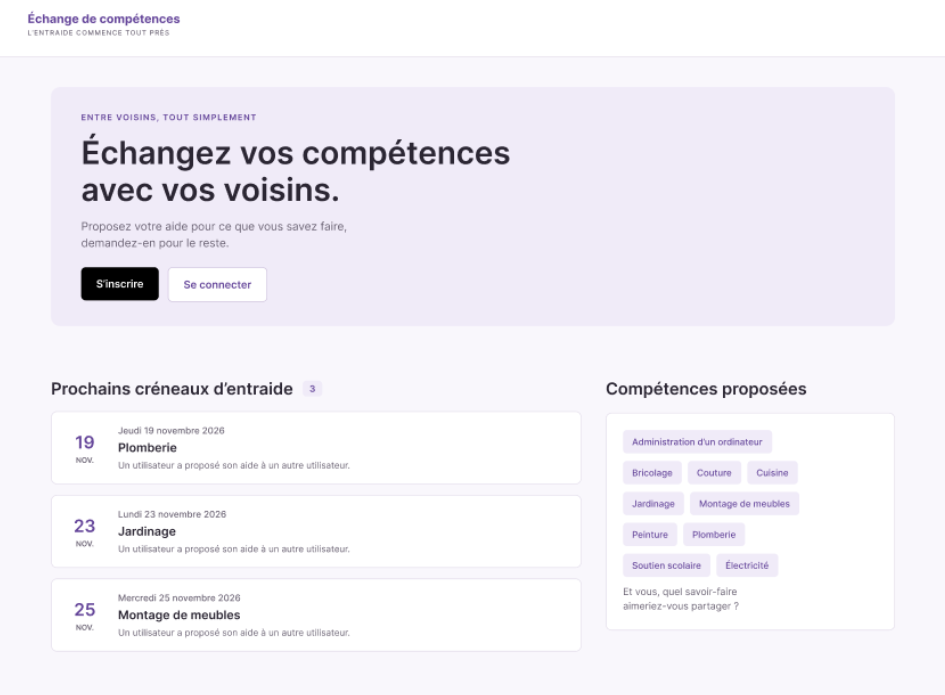 Échange de compétences
L'ENTRAIDE COMMENCE TOUT PRÈS
ENTRE VOISINS, TOUT SIMPLEMENT
Échangez vos compétences
avec vos voisins.
Proposez votre aide pour ce que vous savez faire,
demandez-en pour le reste.
S'inscrire
Se connecter
Prochains créneaux d'entraide 3
19
NOV.
Jeudi 19 novembre 2026
Plomberie
Un utilisateur a proposé son aide à un autre utilisateur.
23
NOV.
Lundi 23 novembre 2026
Jardinage
Un utilisateur a proposé son aide à un autre utilisateur.
25
NOV.
Mercredi 25 novembre 2026
Montage de meubles
Un utilisateur a proposé son aide à un autre utilisateur.
Compétences proposées
Administration d'un ordinateur
Bricolage Couture Cuisine
Jardinage Montage de meubles
Peinture Plomberie
Soutien scolaire Électricité
Et vous, quel savoir-faire
aimeriez-vous partager ?